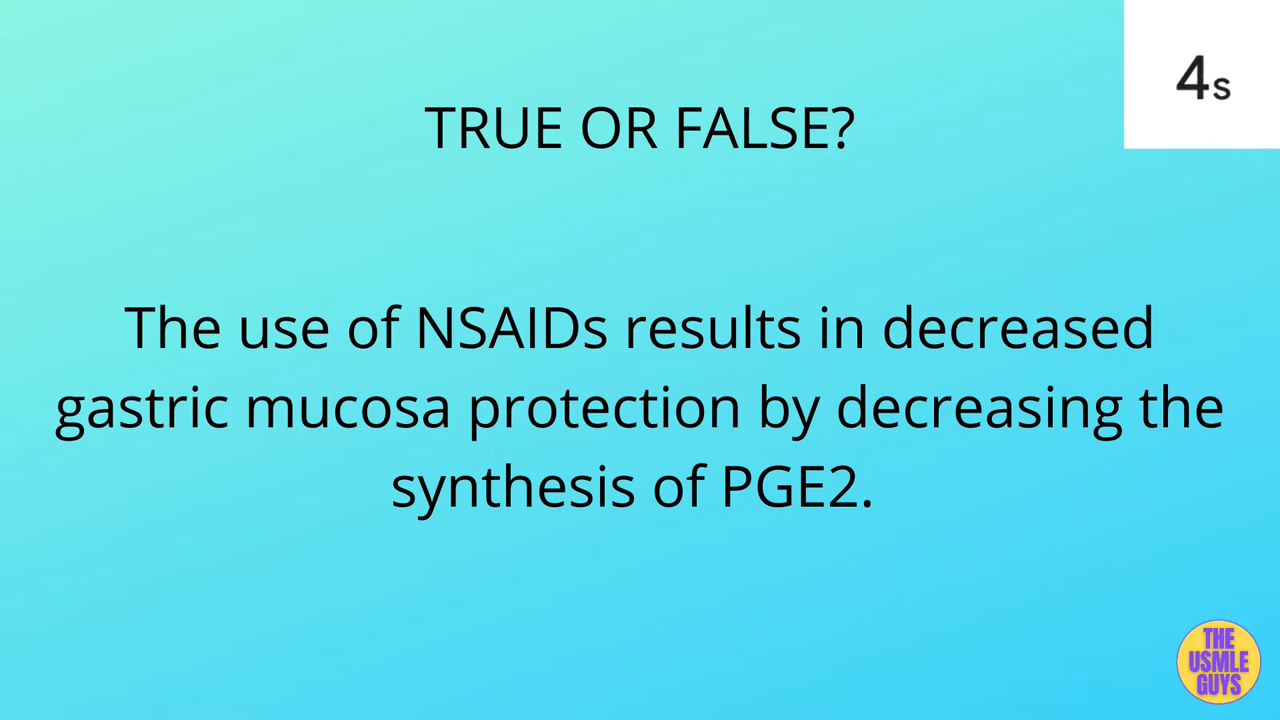 4s
TRUE OR FALSE?
The use of NSAIDs results in decreased
gastric mucosa protection by decreasing the
synthesis of PGE2.
THE
USMLE
GUYS